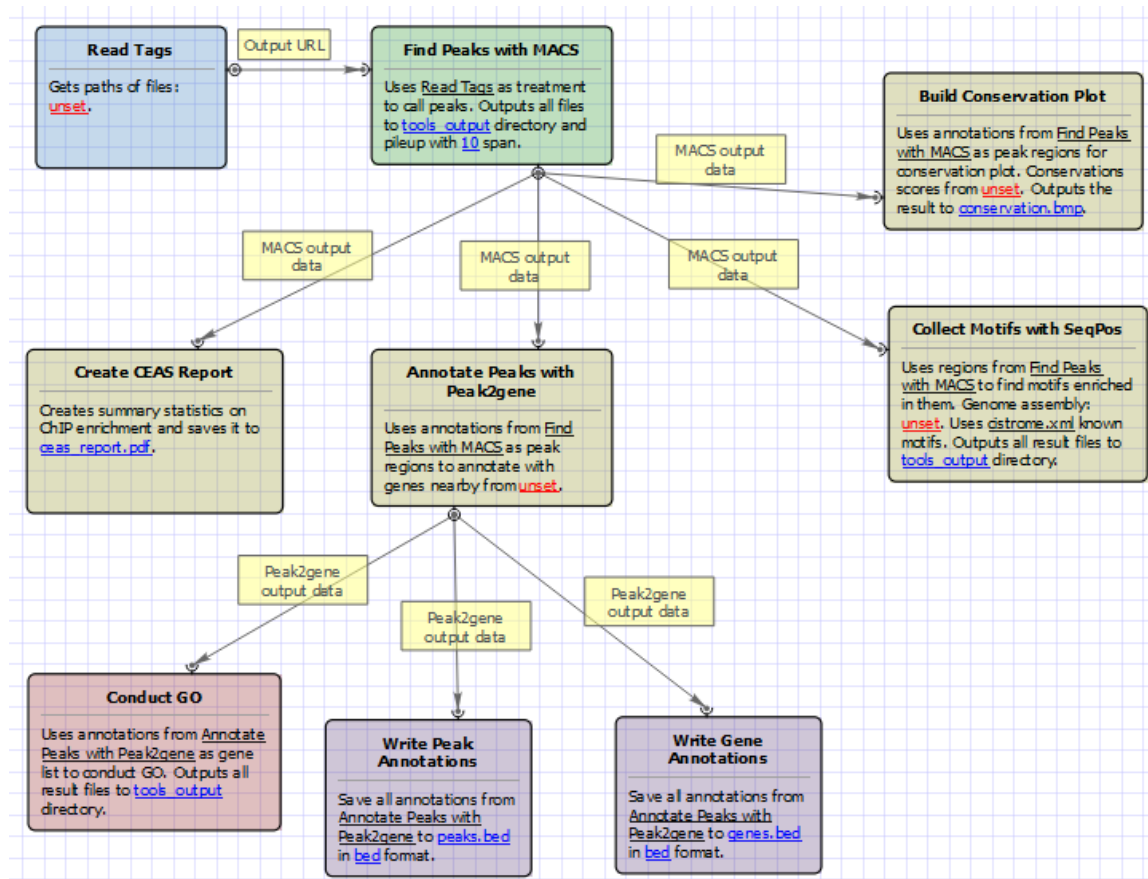 Read Tags
Gets paths of files:
unset.
Output URL
Find Peaks with MACS
Uses Read Tags as treatment
to call peaks. Outputs all files
to tools_output directory and
pileup with 10 span.
Build Conservation Plot
Uses annotations from Find Peaks
with MACS as peak regions for
conservation plot. Conservations
scores from unset. Outputs the
result to conservation.bmp.
MACS output
data
MACS output
data
MACS output
data
MACS output
data
Create CEAS Report
Creates summary statistics on
ChIP enrichment and saves it to
ceas_report.pdf.
Annotate Peaks with
Peak2gene
Uses annotations from Find
Peaks with MACS as peak
regions to annotate with
genes nearby from unset.
Collect Motifs with SeqPos
Uses regions from Find Peaks
with MACS to find motifs enriched
in them. Genome assembly:
unset. Uses cistrome.xml known
motifs. Outputs all result files to
tools_output directory.
Peak2gene
output data
Peak2gene
output data
Peak2gene
output data
Conduct GO
Uses annotations from Annotate
Peaks with Peak2gene as gene
list to conduct GO. Outputs all
result files to tools_output
directory.
Write Peak
Annotations
Save all annotations from
Annotate Peaks with
Peak2gene to peaks.bed
in bed format.
Write Gene
Annotations
Save all annotations from
Annotate Peaks with
Peak2gene to genes.bed
in bed format.